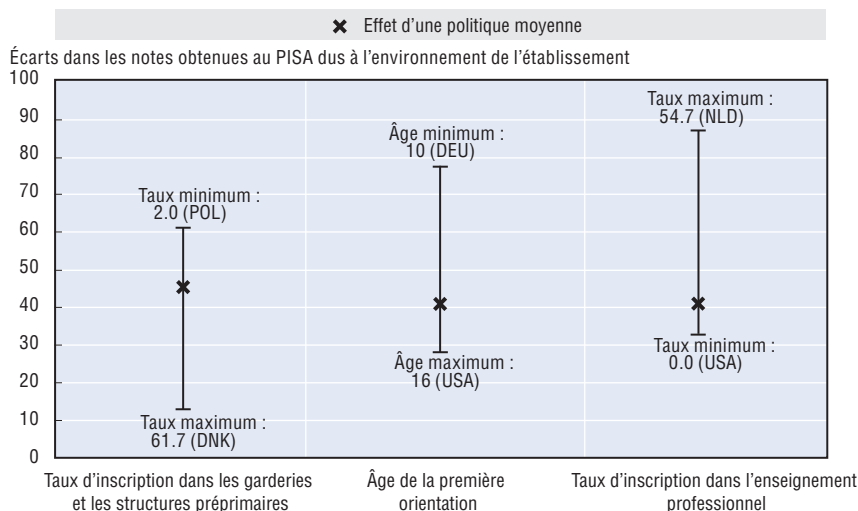 Effet d'une politique moyenne
Écarts dans les notes obtenues au PISA dus à l'environnement de l'établissement
100
90
80
70
60
50
40
30
20
10
0
Taux minimum :
2.0 (POL)
Taux maximum :
61.7 (DNK)
Âge minimum :
10 (DEU)
Âge maximum :
16 (USA)
Taux maximum :
54.7 (NLD)
Taux minimum :
0.0 (USA)
Taux d'inscription dans les garderies
et les structures préprimaires
Âge de la première
orientation
Taux d'inscription dans l'enseignement
professionnel